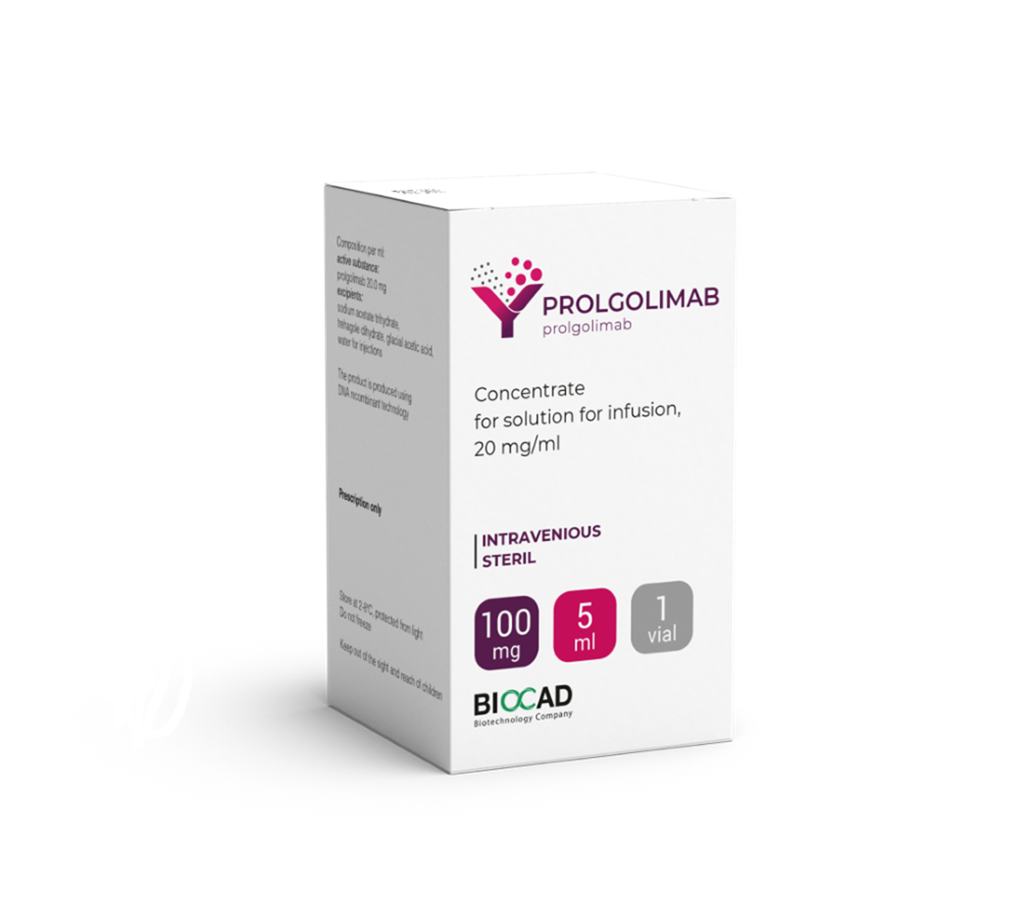 Composition per ml:
active substance:
prolgolimab 20.0 mg
excipients:
sodium acetate trihydrate,
trehagole dihydrate, glacial acetic acid,
water for injections
The product is produced using
DNA recombinant technology
Prescription only
Store at 2-8°C, protected from light
Do not freeze
Keep out of the sight and reach of children
PROLGOLIMAB
prolgolimab
Concentrate
for solution for infusion,
20 mg/ml
INTRAVENIOUS
STERIL
100
mg
5
ml
1
vial
BIOCAD
Biotechnology Company